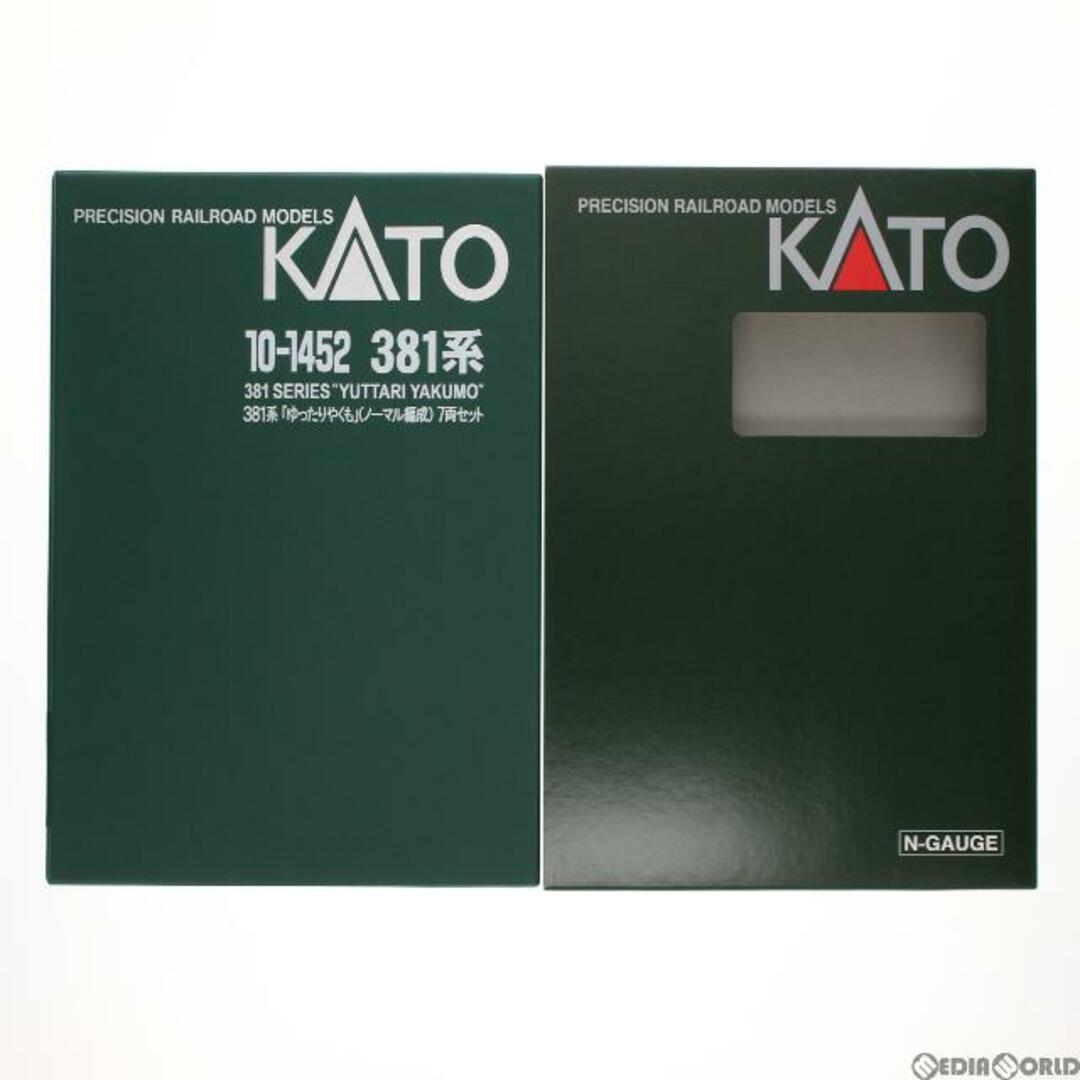 PRECISION RAILROAD MODELS
KATO
10-1452 381系
381 SERIES "YUTTARI YAKUMO"
381系「ゆったりやくも」(ノーマル編成) 7両セット
PRECISION RAILROAD MODELS
KATO
N-GAUGE
MEDIAWORLD